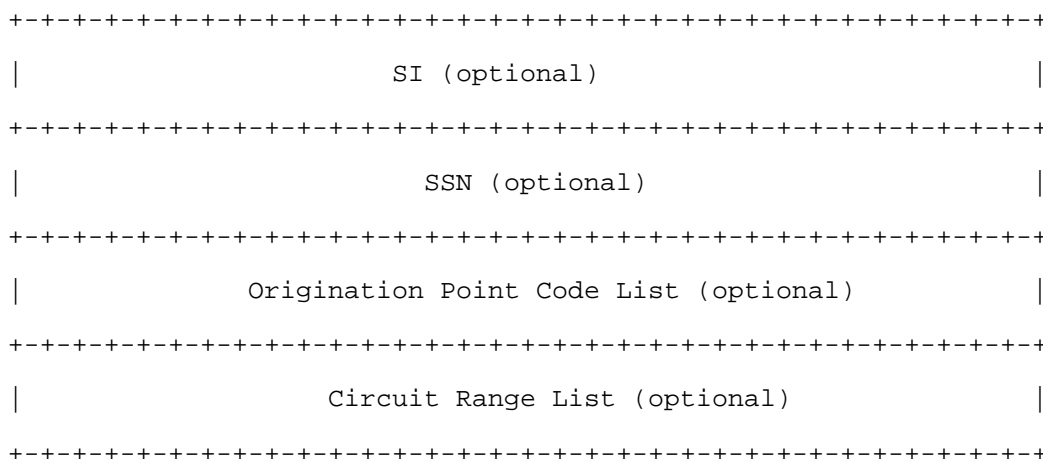 +-+-+-+-+-+-+-+-+-+-+-+-+-+-+-+-+-+-+-+-+-+-+-+-+-+-+-+-+-+-+-+-+
| SI (optional) |
+-+-+-+-+-+-+-+-+-+-+-+-+-+-+-+-+-+-+-+-+-+-+-+-+-+-+-+-+-+-+-+-+
| SSN (optional) |
+-+-+-+-+-+-+-+-+-+-+-+-+-+-+-+-+-+-+-+-+-+-+-+-+-+-+-+-+-+-+-+-+
| Origination Point Code List (optional) |
+-+-+-+-+-+-+-+-+-+-+-+-+-+-+-+-+-+-+-+-+-+-+-+-+-+-+-+-+-+-+-+-+
| Circuit Range List (optional) |
+-+-+-+-+-+-+-+-+-+-+-+-+-+-+-+-+-+-+-+-+-+-+-+-+-+-+-+-+-+-+-+-+